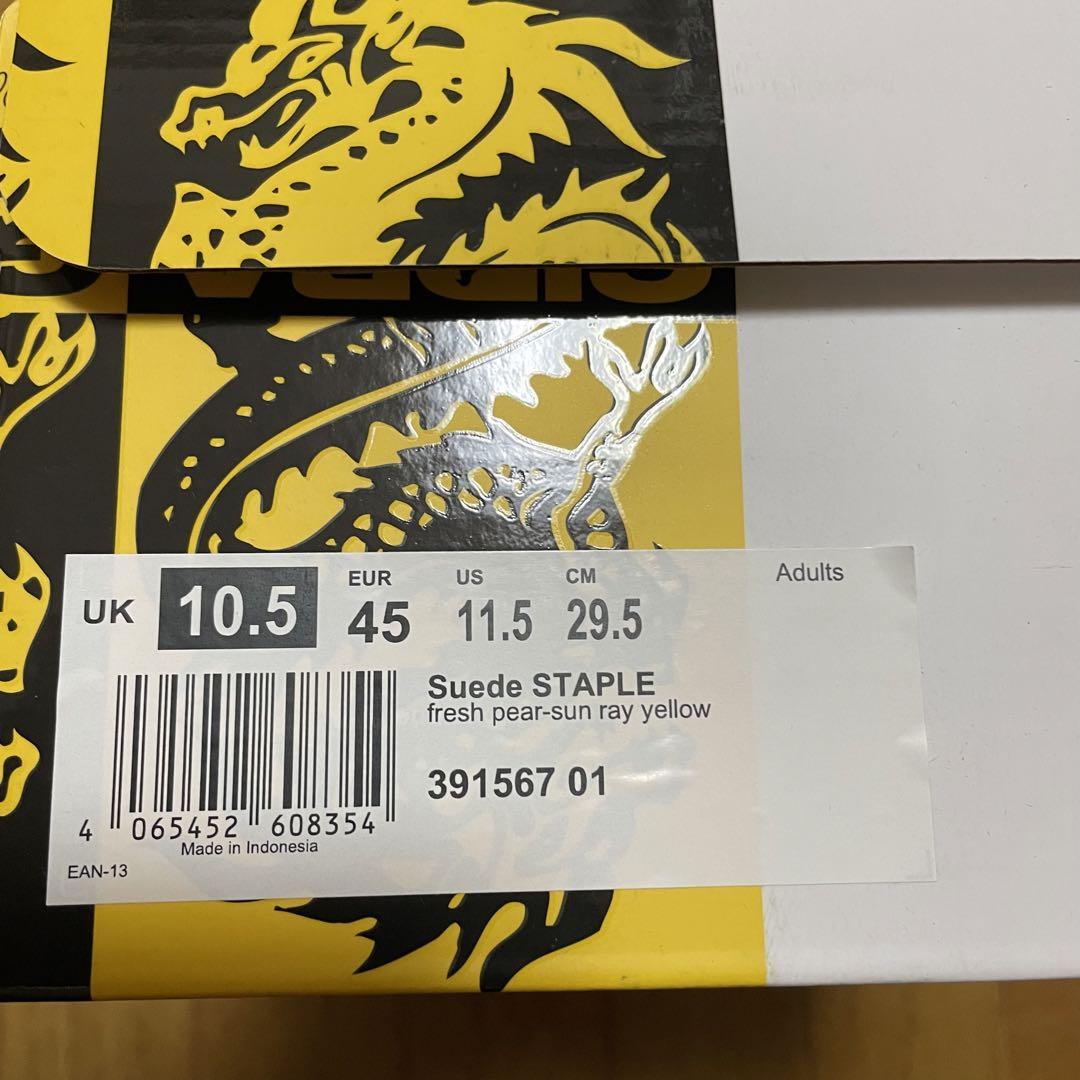 UK 10.5 EUR 45 US 11.5 CM 29.5 Adults
Suede STAPLE
fresh pear-sun ray yellow
391567 01
4 065452 608354
Made in Indonesia
EAN-13